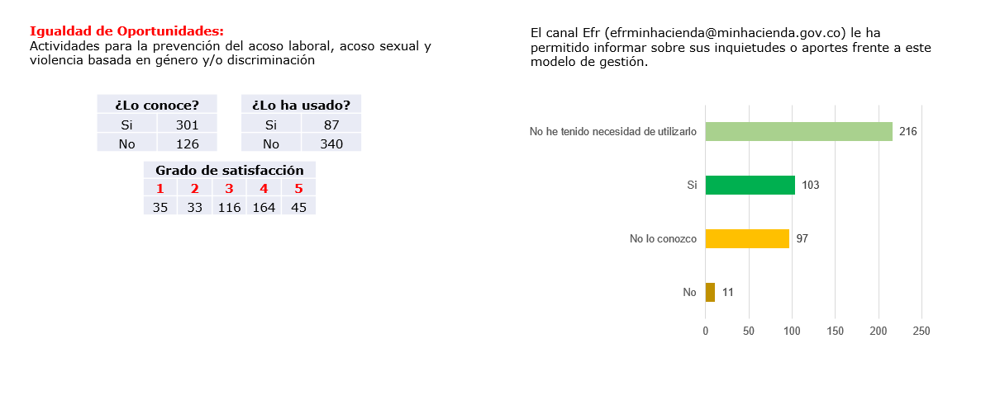 Igualdad de Oportunidades:
Actividades para la prevención del acoso laboral, acoso sexual y
violencia basada en género y/o discriminación
¿Lo conoce?
Si 301
No 126
¿Lo ha usado?
Si 87
No 340
Grado de satisfacción
1 2 3 4 5
35 33 116 164 45
El canal Efr (efrminhacienda@minhacienda.gov.co) le ha
permitido informar sobre sus inquietudes o aportes frente a este
modelo de gestión.
No he tenido necesidad de utilizarlo 216
Si 103
No lo conozco 97
No 11
0 50 100 150 200 250